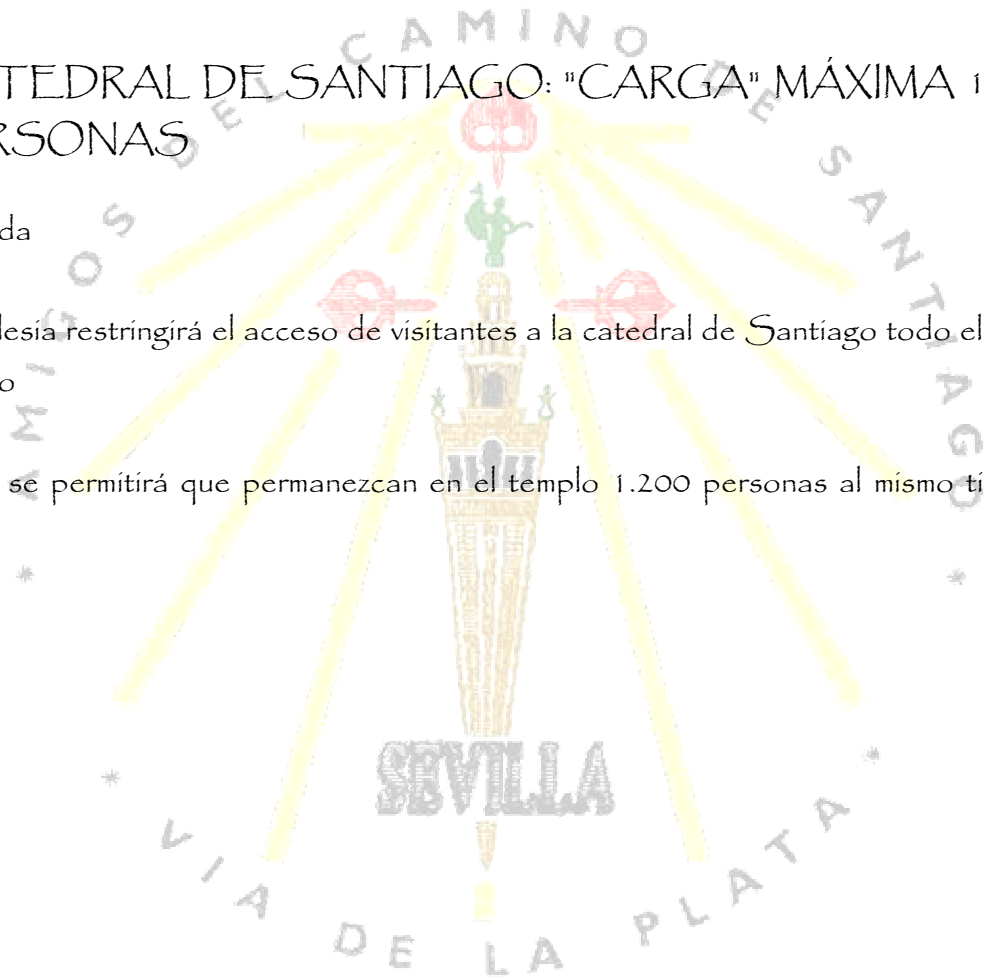 TEDRAL DE SANTIAGO: "CARGA" MÁXIMA 1
RSONAS
da
lesia restringirá el acceso de visitantes a la catedral de Santiago todo el
o
se permitirá que permanezcan en el templo 1.200 personas al mismo ti
* AMIGOS DEL CAMINO DE SANTIAGO *
SEVILLA
* VIA DE LA PLATA *